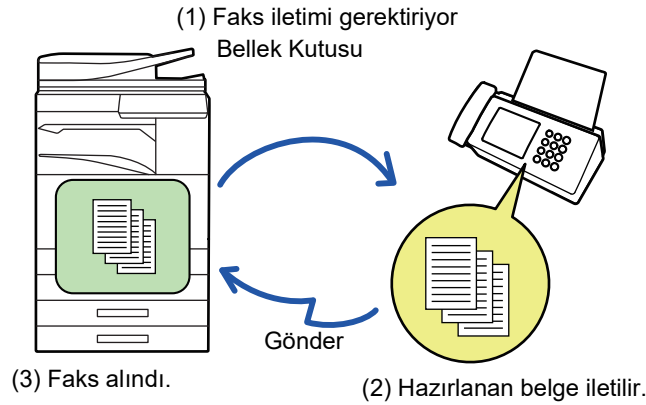 (1) Faks iletimi gerektiriyor
Bellek Kutusu
Gönder
(3) Faks alındı.
(2) Hazırlanan belge iletilir.